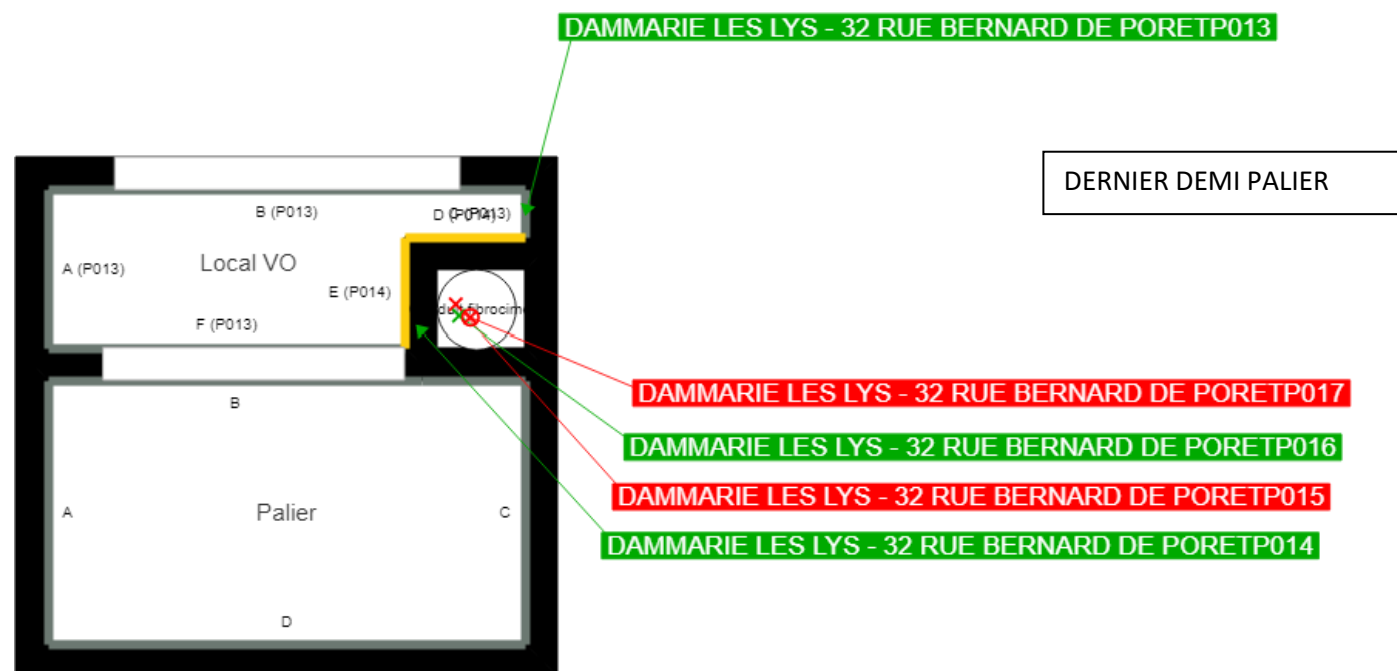 DAMMARIE LES LYS - 32 RUE BERNARD DE PORETP013
DERNIER DEMI PALIER
B (P013)
D (P014)
C (P013)
A (P013)
Local VO
E (P014)
F (P013)
DAMMARIE LES LYS - 32 RUE BERNARD DE PORETP017
B
DAMMARIE LES LYS - 32 RUE BERNARD DE PORETP016
DAMMARIE LES LYS - 32 RUE BERNARD DE PORETP015
A
Palier
C
DAMMARIE LES LYS - 32 RUE BERNARD DE PORETP014
D